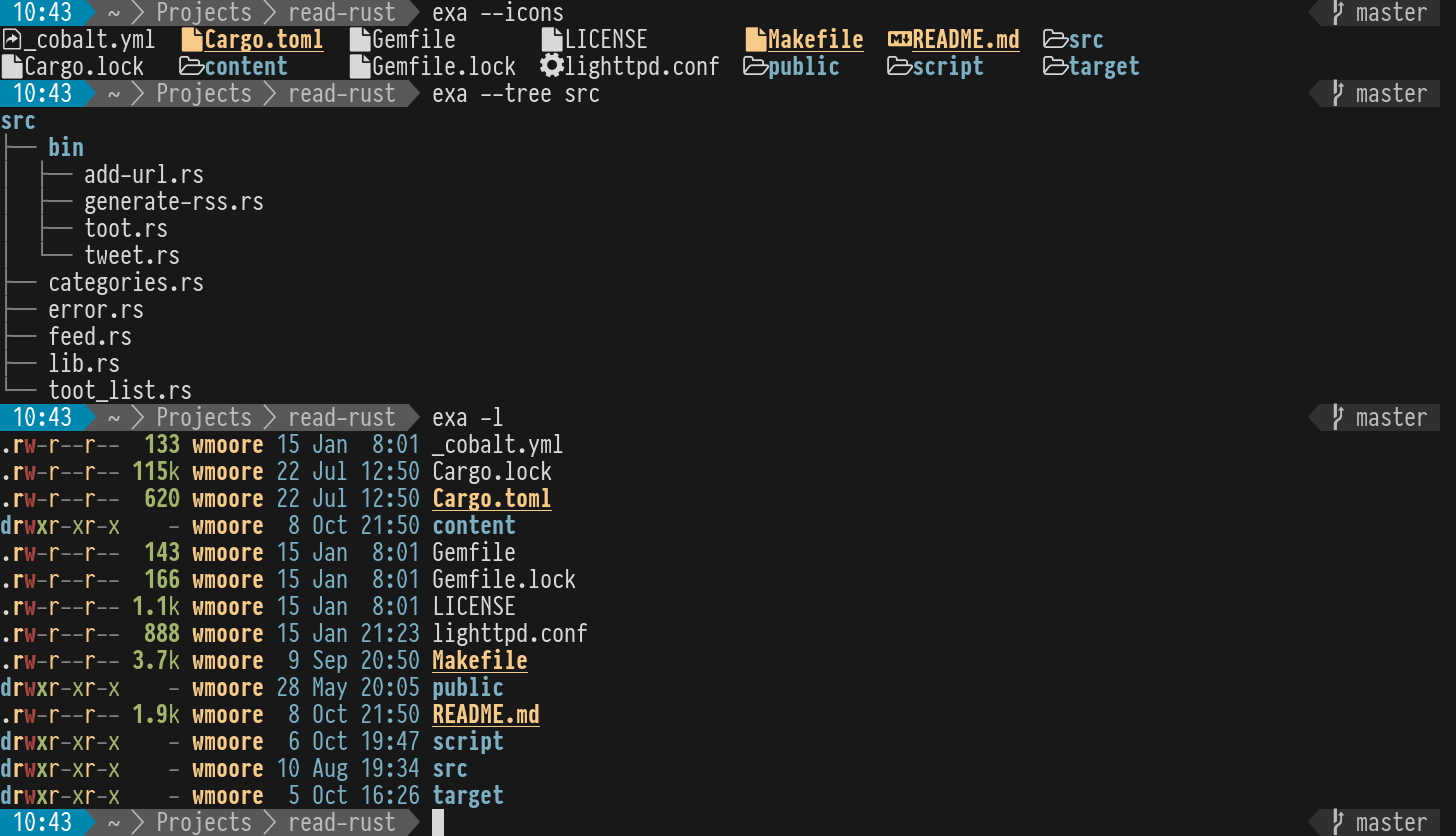 10:43 ~ Projects read-rust exa --icons master
_cobalt.yml Cargo.toml Gemfile LICENSE Makefile README.md src
Cargo.lock content Gemfile.lock lighttpd.conf public script target
10:43 ~ Projects read-rust exa --tree src master
src
├── bin
│   ├── add-url.rs
│   ├── generate-rss.rs
│   ├── toot.rs
│   └── tweet.rs
├── categories.rs
├── error.rs
├── feed.rs
├── lib.rs
└── toot_list.rs
10:43 ~ Projects read-rust exa -l master
.rw-r--r-- 133 wmoore 15 Jan 8:01 _cobalt.yml
.rw-r--r-- 115k wmoore 22 Jul 12:50 Cargo.lock
.rw-r--r-- 620 wmoore 22 Jul 12:50 Cargo.toml
drwxr-xr-x - wmoore 8 Oct 21:50 content
.rw-r--r-- 143 wmoore 15 Jan 8:01 Gemfile
.rw-r--r-- 166 wmoore 15 Jan 8:01 Gemfile.lock
.rw-r--r-- 1.1k wmoore 15 Jan 8:01 LICENSE
.rw-r--r-- 888 wmoore 15 Jan 21:23 lighttpd.conf
.rw-r--r-- 3.7k wmoore 9 Sep 20:50 Makefile
drwxr-xr-x - wmoore 28 May 20:05 public
.rw-r--r-- 1.9k wmoore 8 Oct 21:50 README.md
drwxr-xr-x - wmoore 6 Oct 19:47 script
drwxr-xr-x - wmoore 10 Aug 19:34 src
drwxr-xr-x - wmoore 5 Oct 16:26 target
10:43 ~ Projects read-rust master